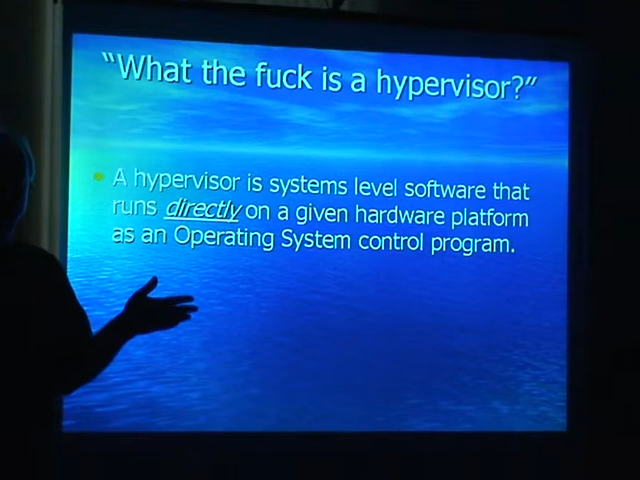 “What the fuck is a hypervisor?”
A hypervisor is systems level software that
runs directly on a given hardware platform
as an Operating System control program.